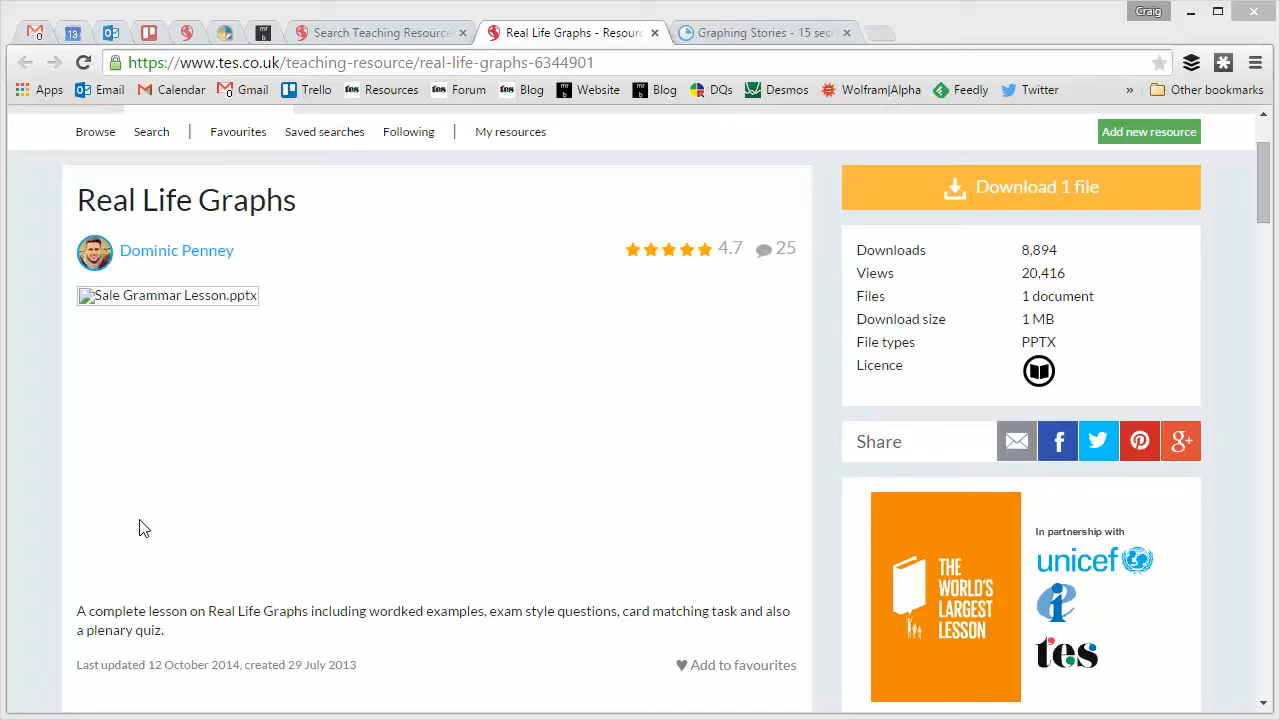 Craig
Search Teaching Resource
Real Life Graphs - Resourc
Graphing Stories - 15 sec
https://www.tes.co.uk/teaching-resource/real-life-graphs-6344901
Apps Email Calendar Gmail Trello tes Resources tes Forum tes Blog mr b Website mr b Blog DQs Desmos Wolfram|Alpha Feedly Twitter » Other bookmarks
Browse Search | Favourites Saved searches Following | My resources
Add new resource
Real Life Graphs
Dominic Penney
4.7 25
Sale Grammar Lesson.pptx
A complete lesson on Real Life Graphs including wordked examples, exam style questions, card matching task and also
a plenary quiz.
Last updated 12 October 2014, created 29 July 2013
Add to favourites
Download 1 file
Downloads 8,894
Views 20,416
Files 1 document
Download size 1 MB
File types PPTX
Licence
Share
THE
WORLD'S
LARGEST
LESSON
In partnership with
unicef
tes